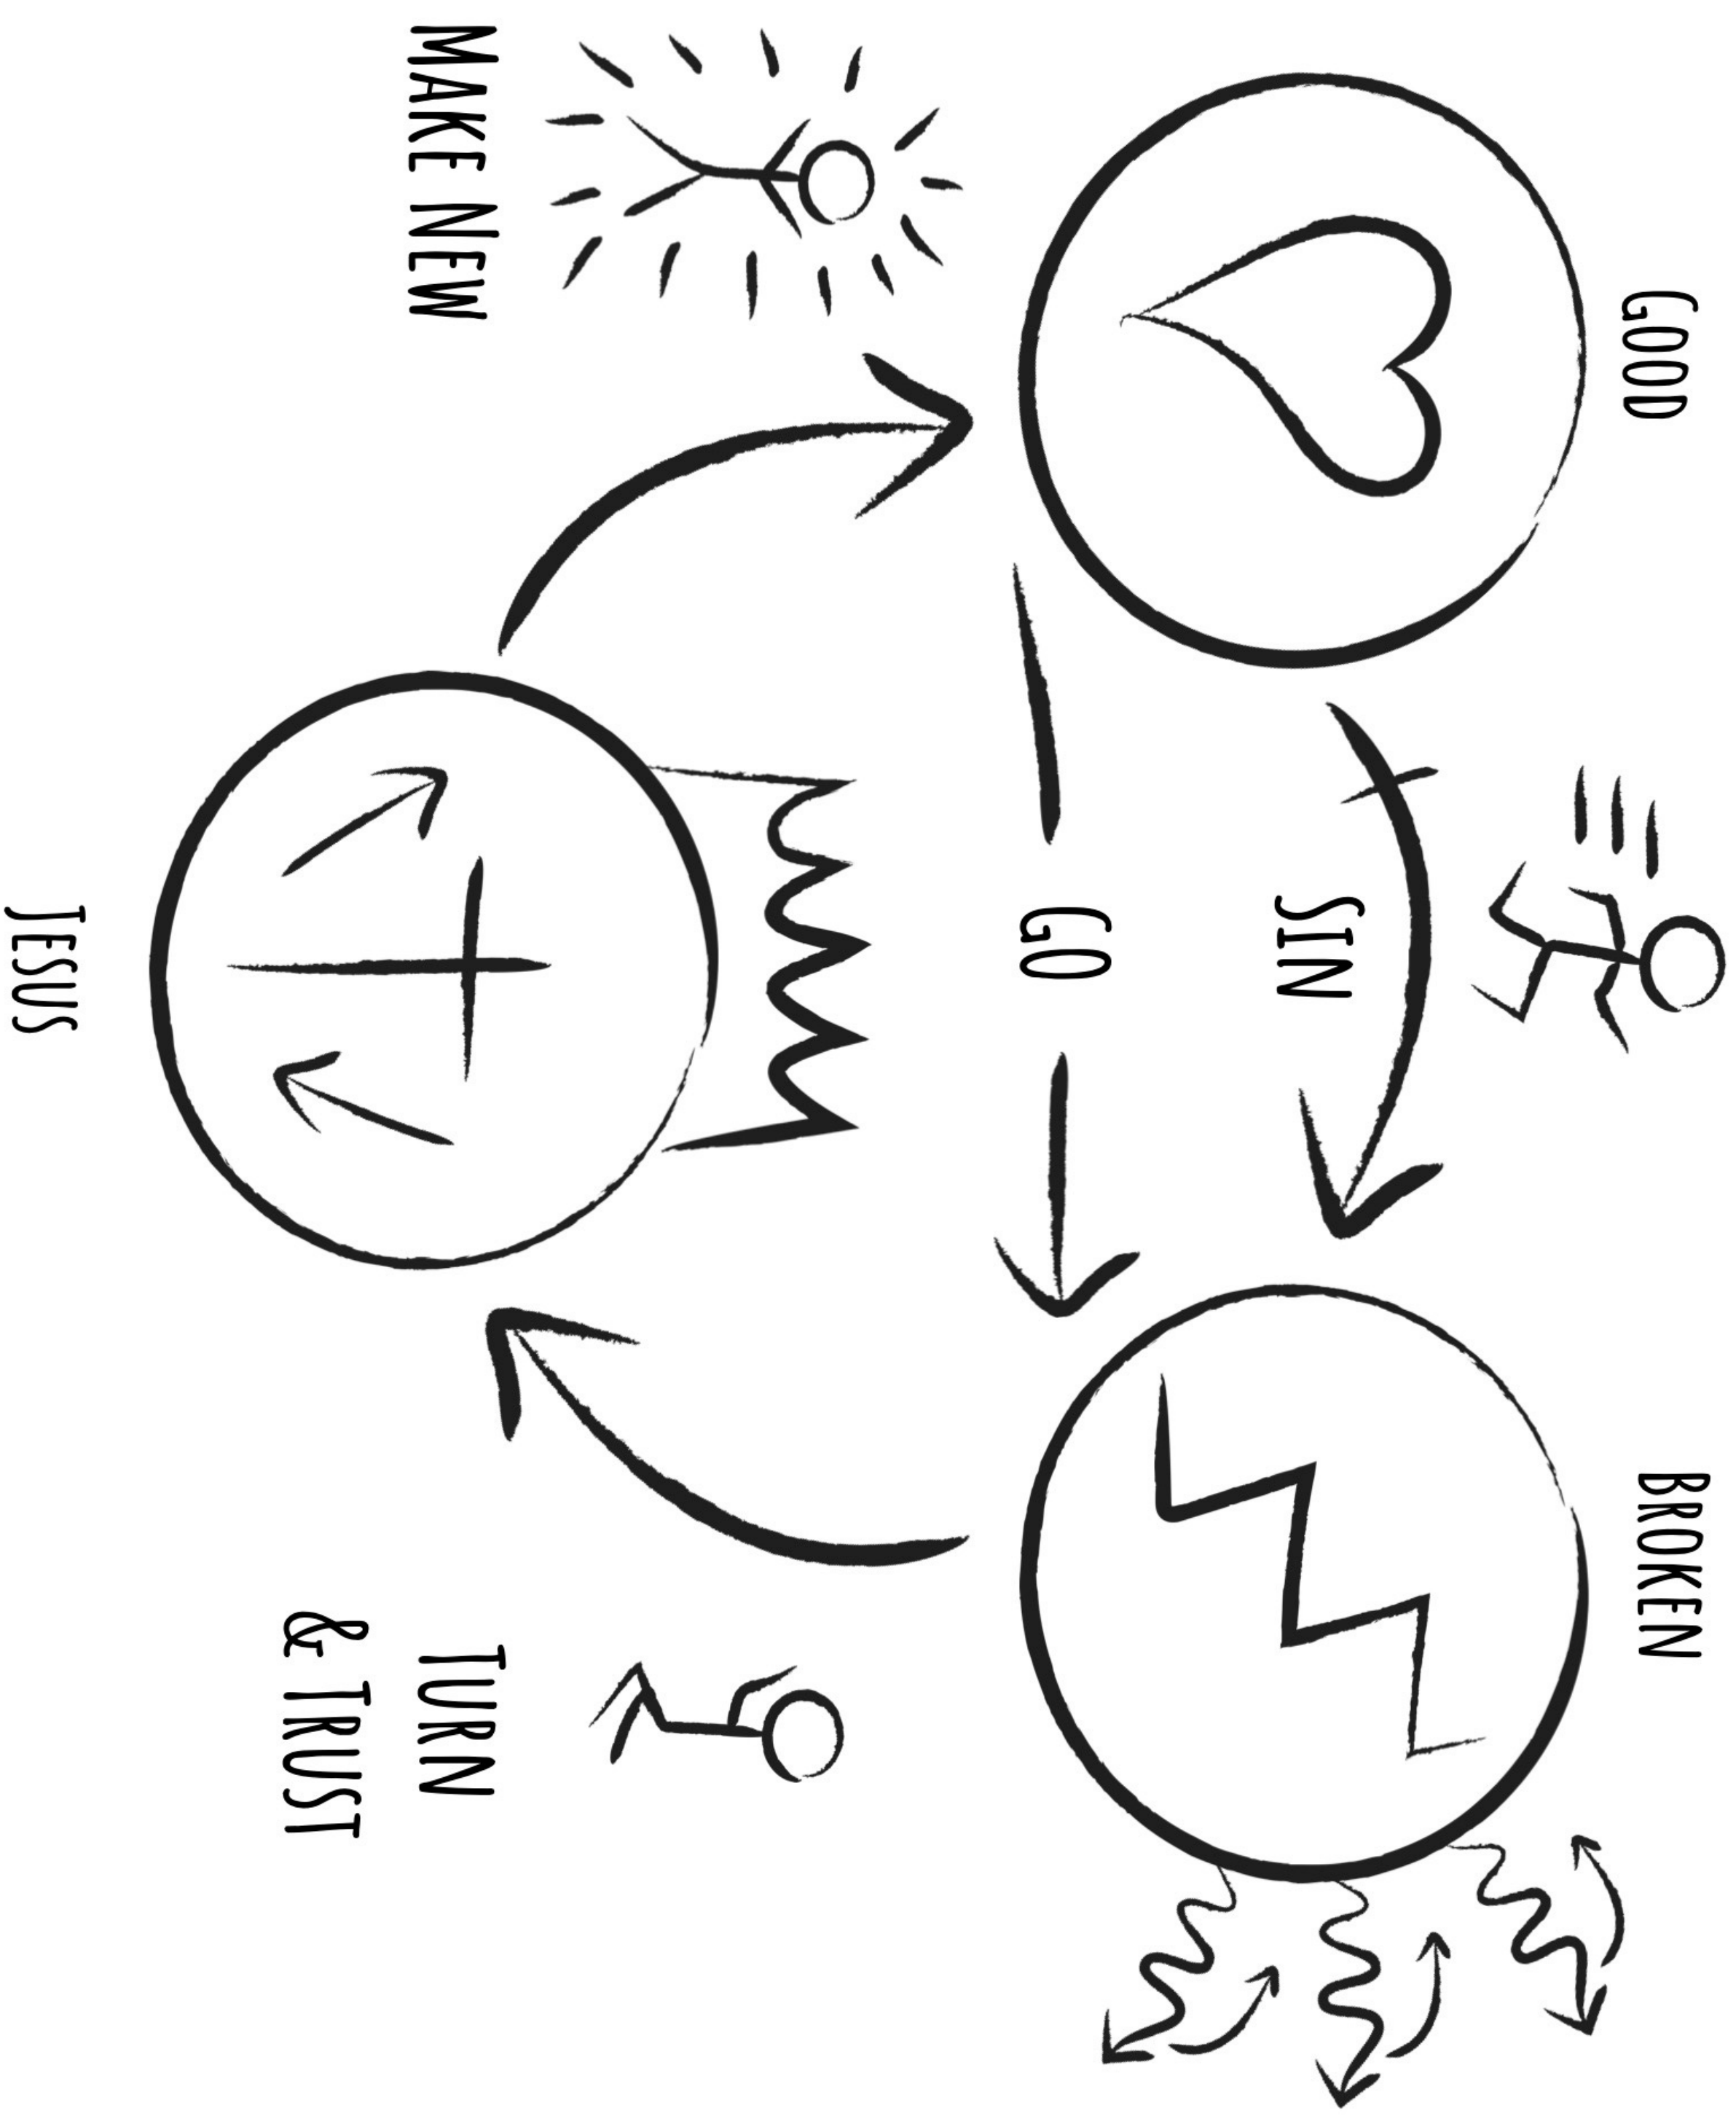 GOOD
BROKEN
SIN
GO
MAKE NEW
TURN
& TRUST
JESUS